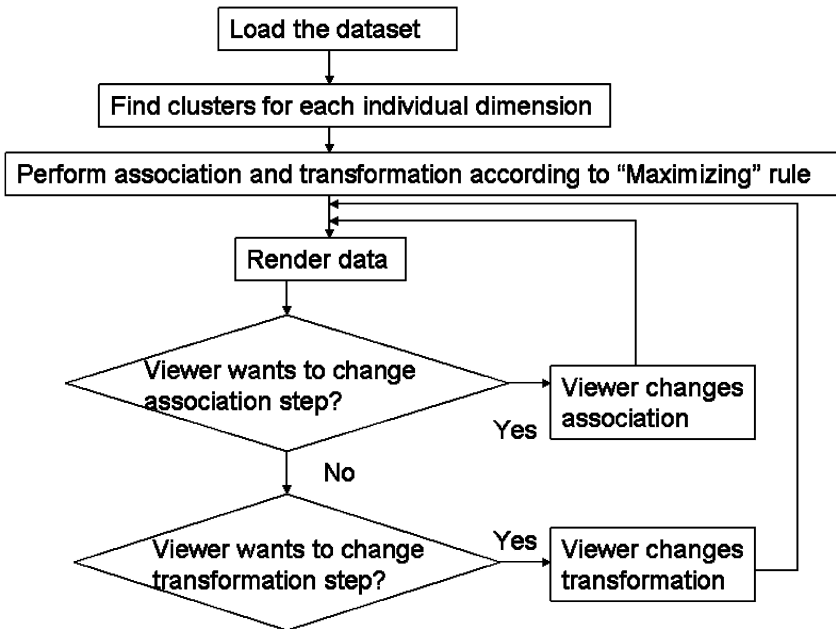 Load the dataset
Find clusters for each individual dimension
Perform association and transformation according to “Maximizing” rule
Render data
Viewer wants to change
association step?
Yes
Viewer changes
association
No
Viewer wants to change
transformation step?
Yes
Viewer changes
transformation